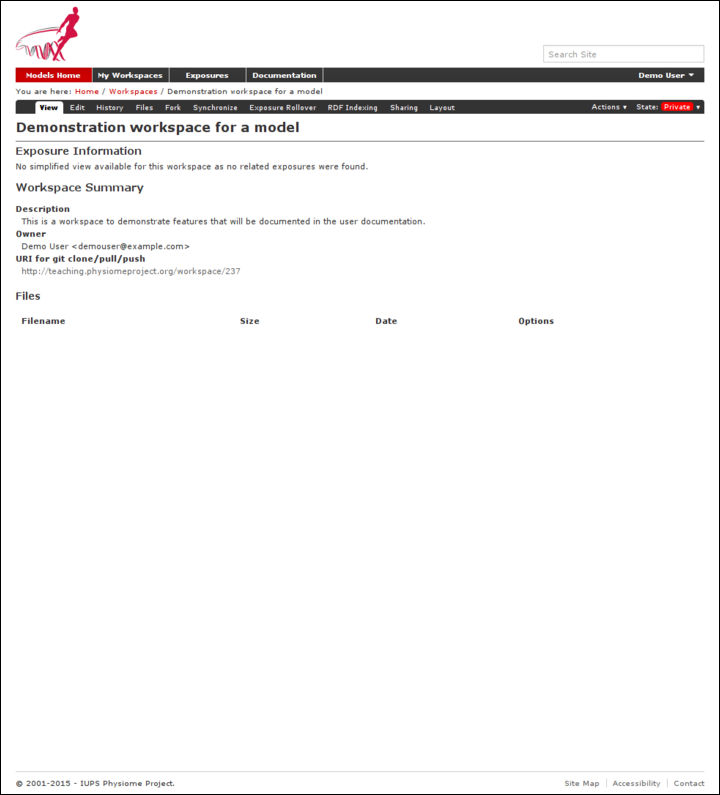 Search Site
Models Home My Workspaces Exposures Documentation Demo User ▼
You are here: Home / Workspaces / Demonstration workspace for a model
View Edit History Files Fork Synchronize Exposure Rollover RDF Indexing Sharing Layout Actions ▾ State: Private ▾
Demonstration workspace for a model
Exposure Information
No simplified view available for this workspace as no related exposures were found.
Workspace Summary
Description
This is a workspace to demonstrate features that will be documented in the user documentation.
Owner
Demo User <demouser@example.com>
URI for git clone/pull/push
http://teaching.physiomeproject.org/workspace/237
Files
Filename Size Date Options
© 2001-2015 - IUPS Physiome Project. Site Map Accessibility Contact